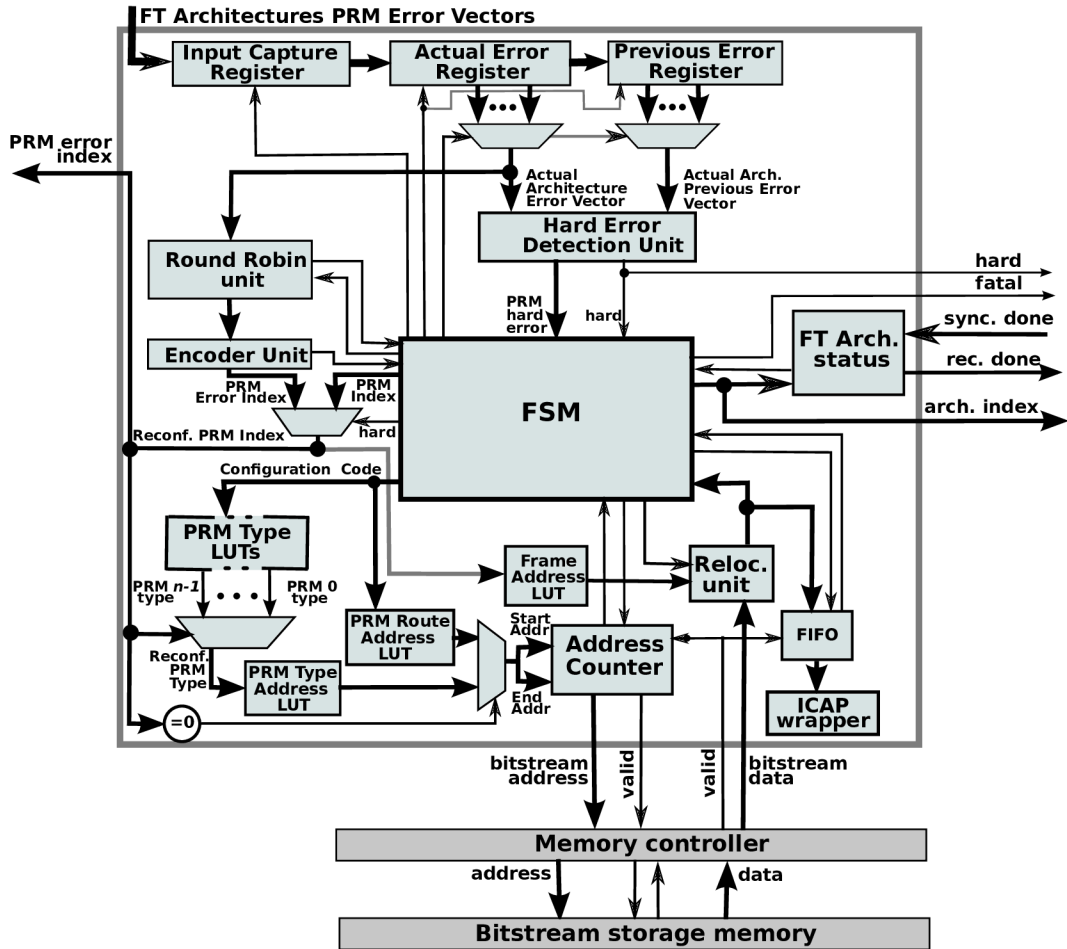 FT Architectures PRM Error Vectors
Input Capture
Register
Actual Error
Register
Previous Error
Register
PRM error
index
Actual
Architecture
Error Vector
Actual Arch.
Previous Error
Vector
Hard Error
Detection Unit
Round Robin
unit
hard
fatal
PRM
hard
error
hard
sync. done
FT Arch.
status
Encoder Unit
rec. done
PRM
Error Index
PRM
Index
FSM
arch. index
hard
Reconf. PRM Index
Configuration Code
PRM Type
LUTs
Frame
Address
LUT
Reloc.
unit
PRM n-1
type
PRM 0
type
PRM Route
Address
LUT
Start
Addr
Address
Counter
FIFO
Reconf.
PRM
Type
PRM Type
Address
LUT
End
Addr
ICAP
wrapper
=0
bitstream
address
valid
valid
bitstream
data
Memory controller
address
data
Bitstream storage memory